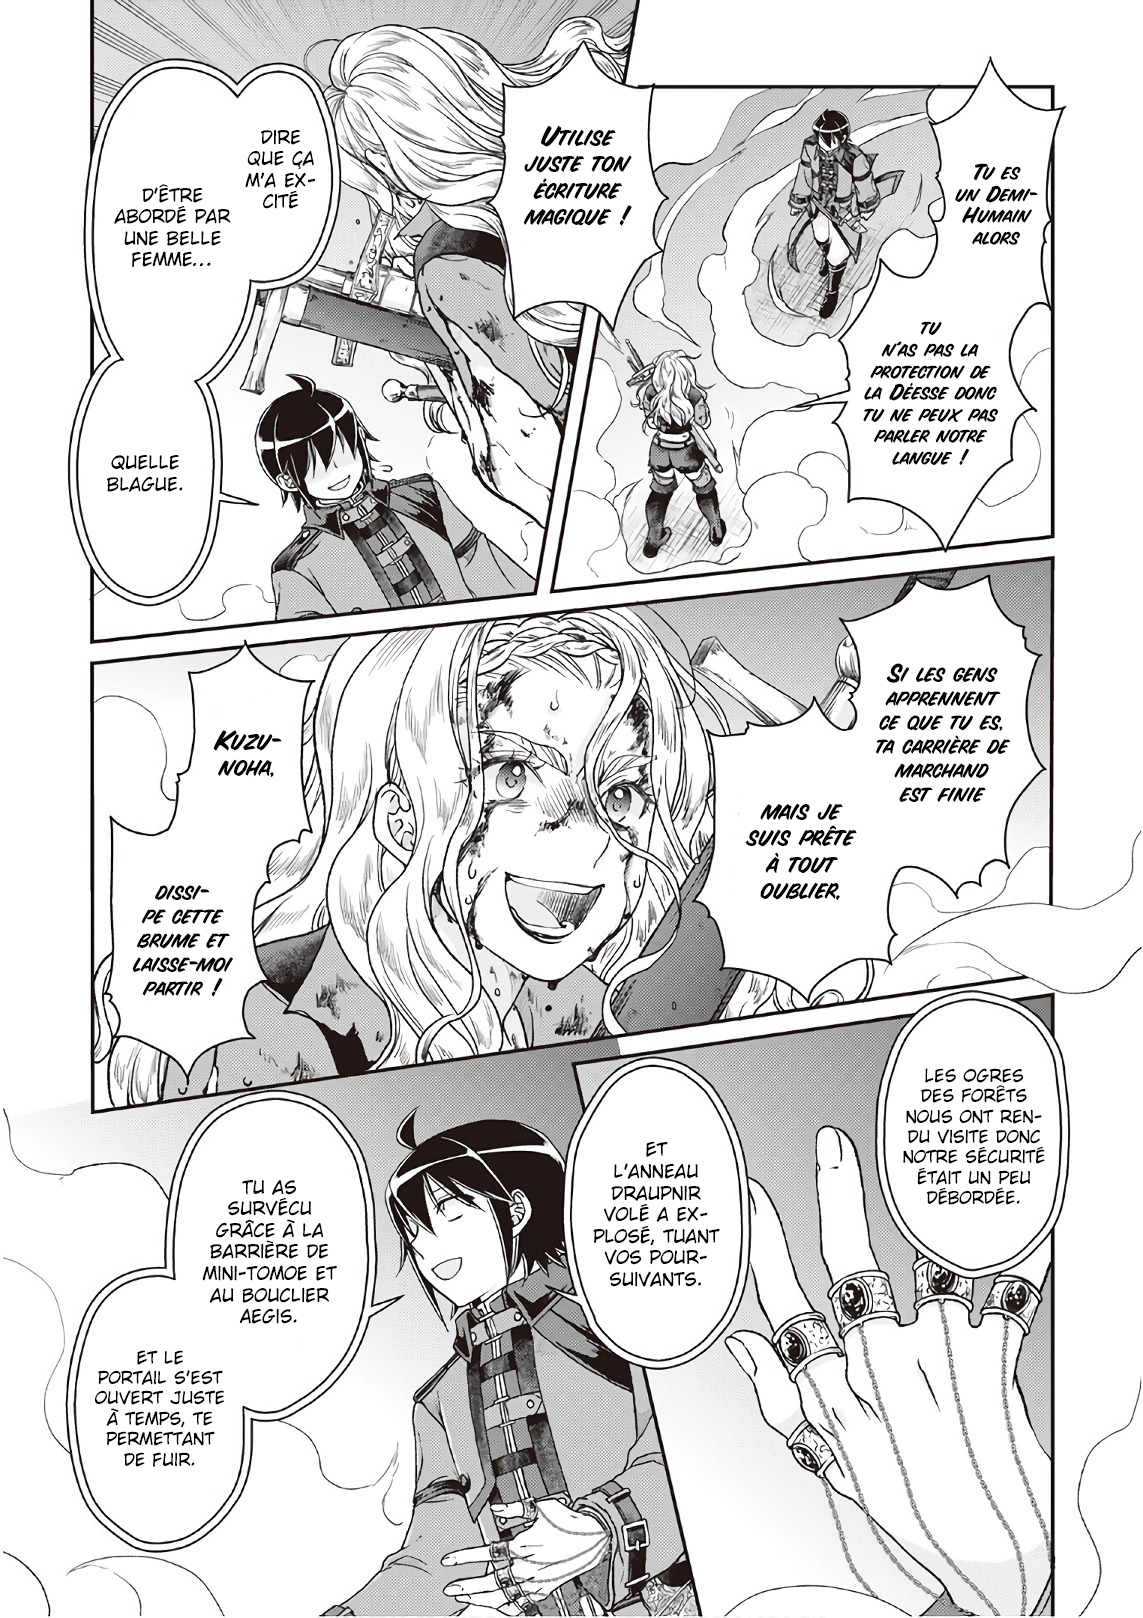 Tu es
un Demi-
Humain
alors
Tu
n'as pas la
protection de
la Déesse donc
tu ne peux pas
parler notre
langue !
Utilise
juste ton
écriture
magique !
DIRE
QUE ÇA
M'A EX-
CITÉ
D'ÊTRE
ABORDÉ PAR
UNE BELLE
FEMME...
QUELLE
BLAGUE.
Si les gens
apprennent
ce que tu es,
ta carrière de
marchand
est finie
mais je
suis prête
à tout
oublier.
Kuzu-
noha,
dissi-
pe cette
brume et
laisse-moi
partir !
LES OGRES
DES FORÊTS
NOUS ONT REN-
DU VISITE DONC
NOTRE SÉCURITÉ
ÉTAIT UN PEU
DÉBORDÉE.
ET
L'ANNEAU
DRAUPNIR
VOLÉ A EX-
PLOSÉ, TUANT
VOS POUR-
SUIVANTS.
TU AS
SURVÉCU
GRÂCE À LA
BARRIÈRE DE
MINI-TOMOE ET
AU BOUCLIER
AEGIS.
ET LE
PORTAIL S'EST
OUVERT JUSTE
À TEMPS, TE
PERMETTANT
DE FUIR.